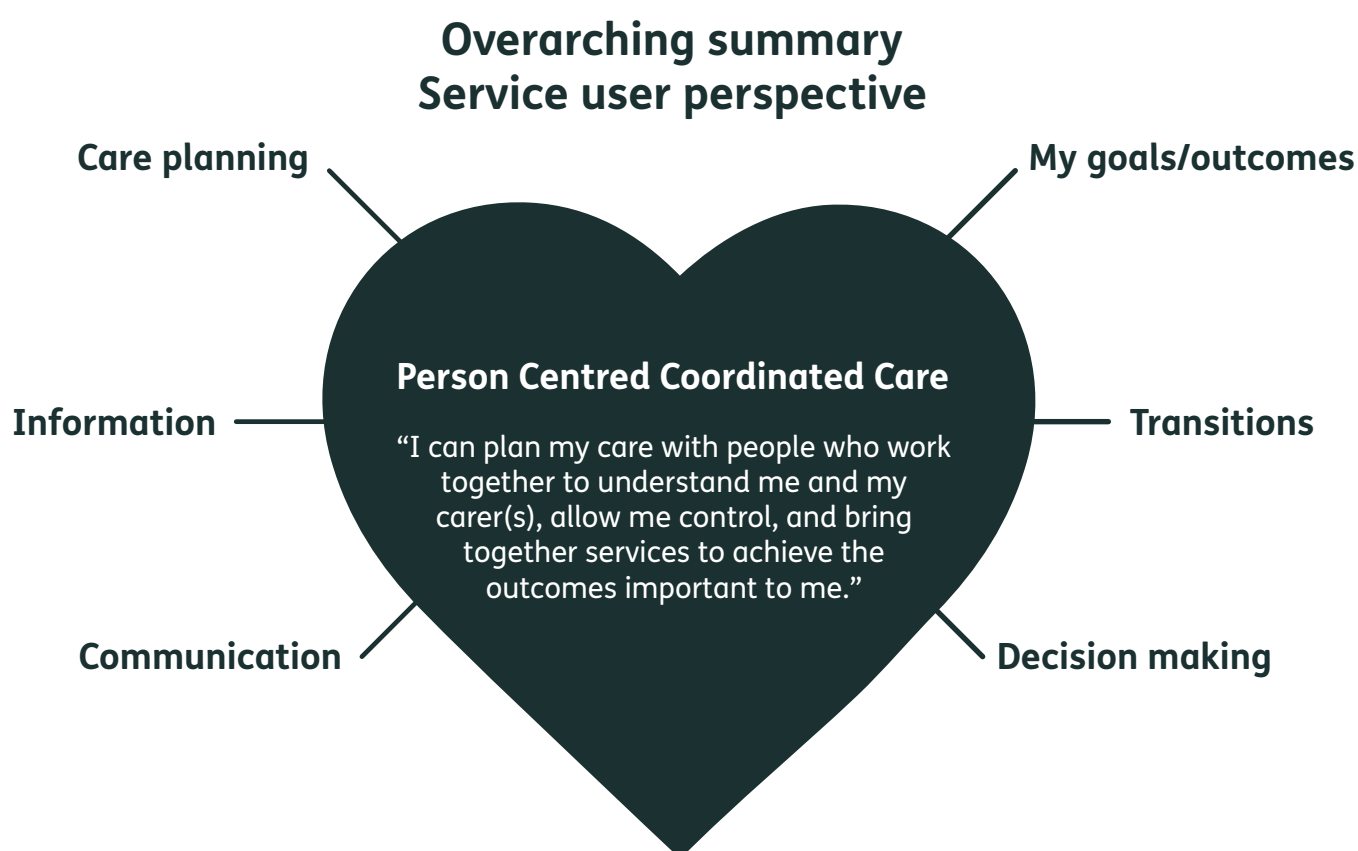 Overarching summary
Service user perspective
Care planning
My goals/outcomes
Person Centred Coordinated Care
Information
Transitions
“I can plan my care with people who work
together to understand me and my
carer(s), allow me control, and bring
together services to achieve the
outcomes important to me.”
Communication
Decision making